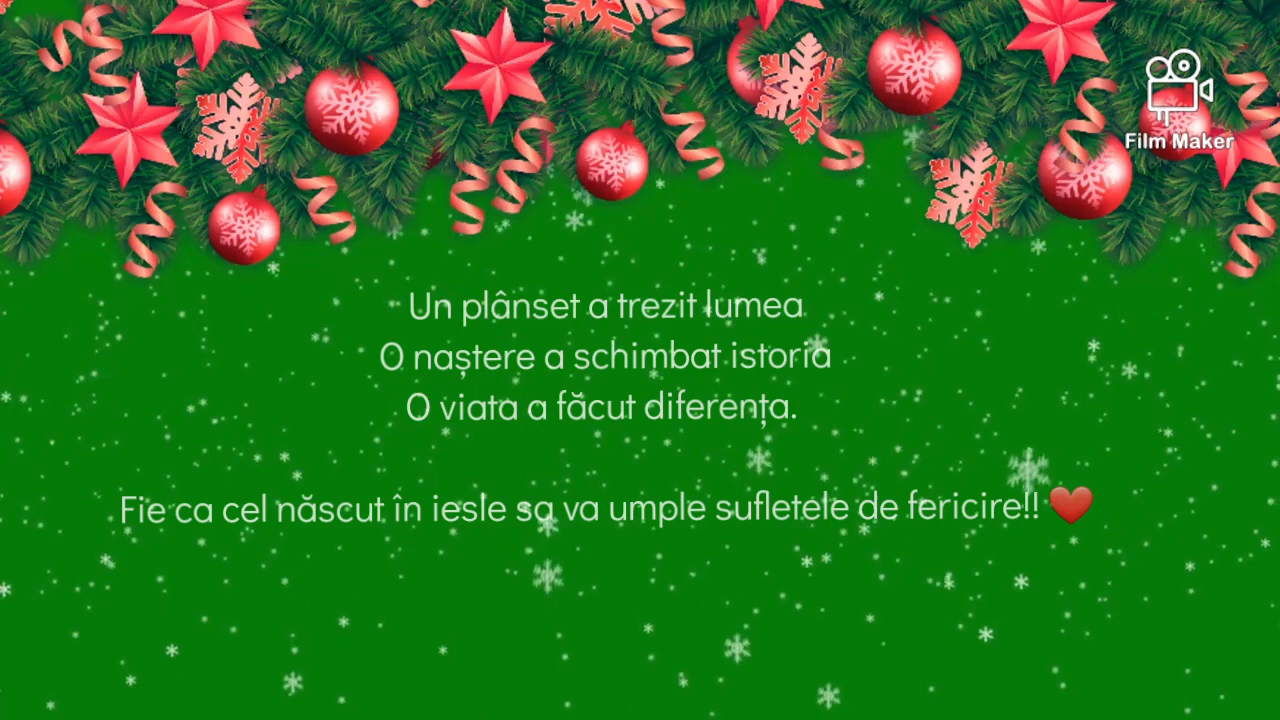 Film Maker
Un plânset a trezit lumea
O naștere a schimbat istoria
O viata a făcut diferența.
Fie ca cel născut în iesle sa va umple sufletele de fericire!! ❤️